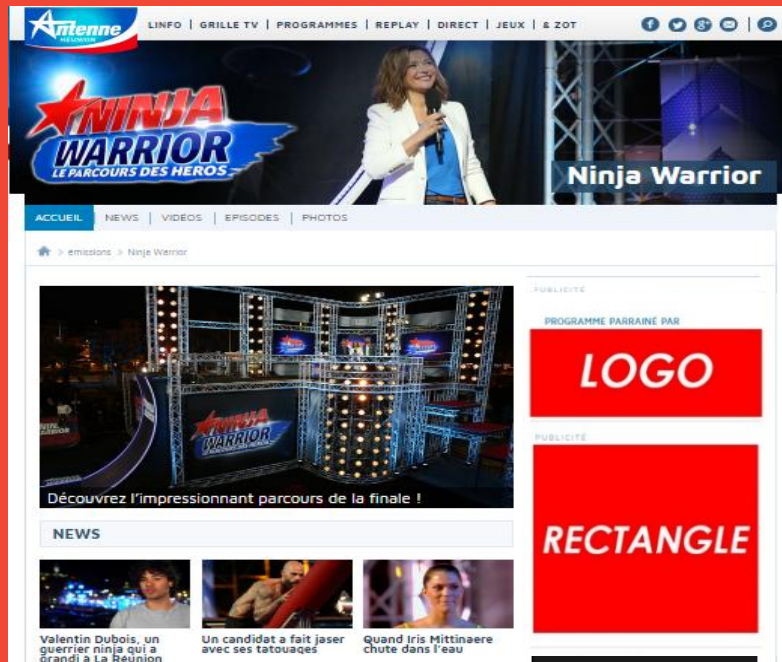 Antenne
RÉUNION
LINFO | GRILLE TV | PROGRAMMES | REPLAY | DIRECT | JEUX | & ZOT
NINJA
WARRIOR
LE PARCOURS DES HEROS
Ninja Warrior
ACCUEIL | NEWS | VIDÉOS | EPISODES | PHOTOS
> émissions > Ninja Warrior
PUBLICITÉ
PROGRAMME PARRAINÉ PAR
LOGO
NINJA
WARRIOR
Découvrez l'impressionnant parcours de la finale !
PUBLICITÉ
RECTANGLE
NEWS
Valentin Dubois, un
guerrier ninja qui a
grandi à La Réunion
Un candidat a fait jaser
avec ses tatouages
Quand Iris Mittinaere
chute dans l'eau